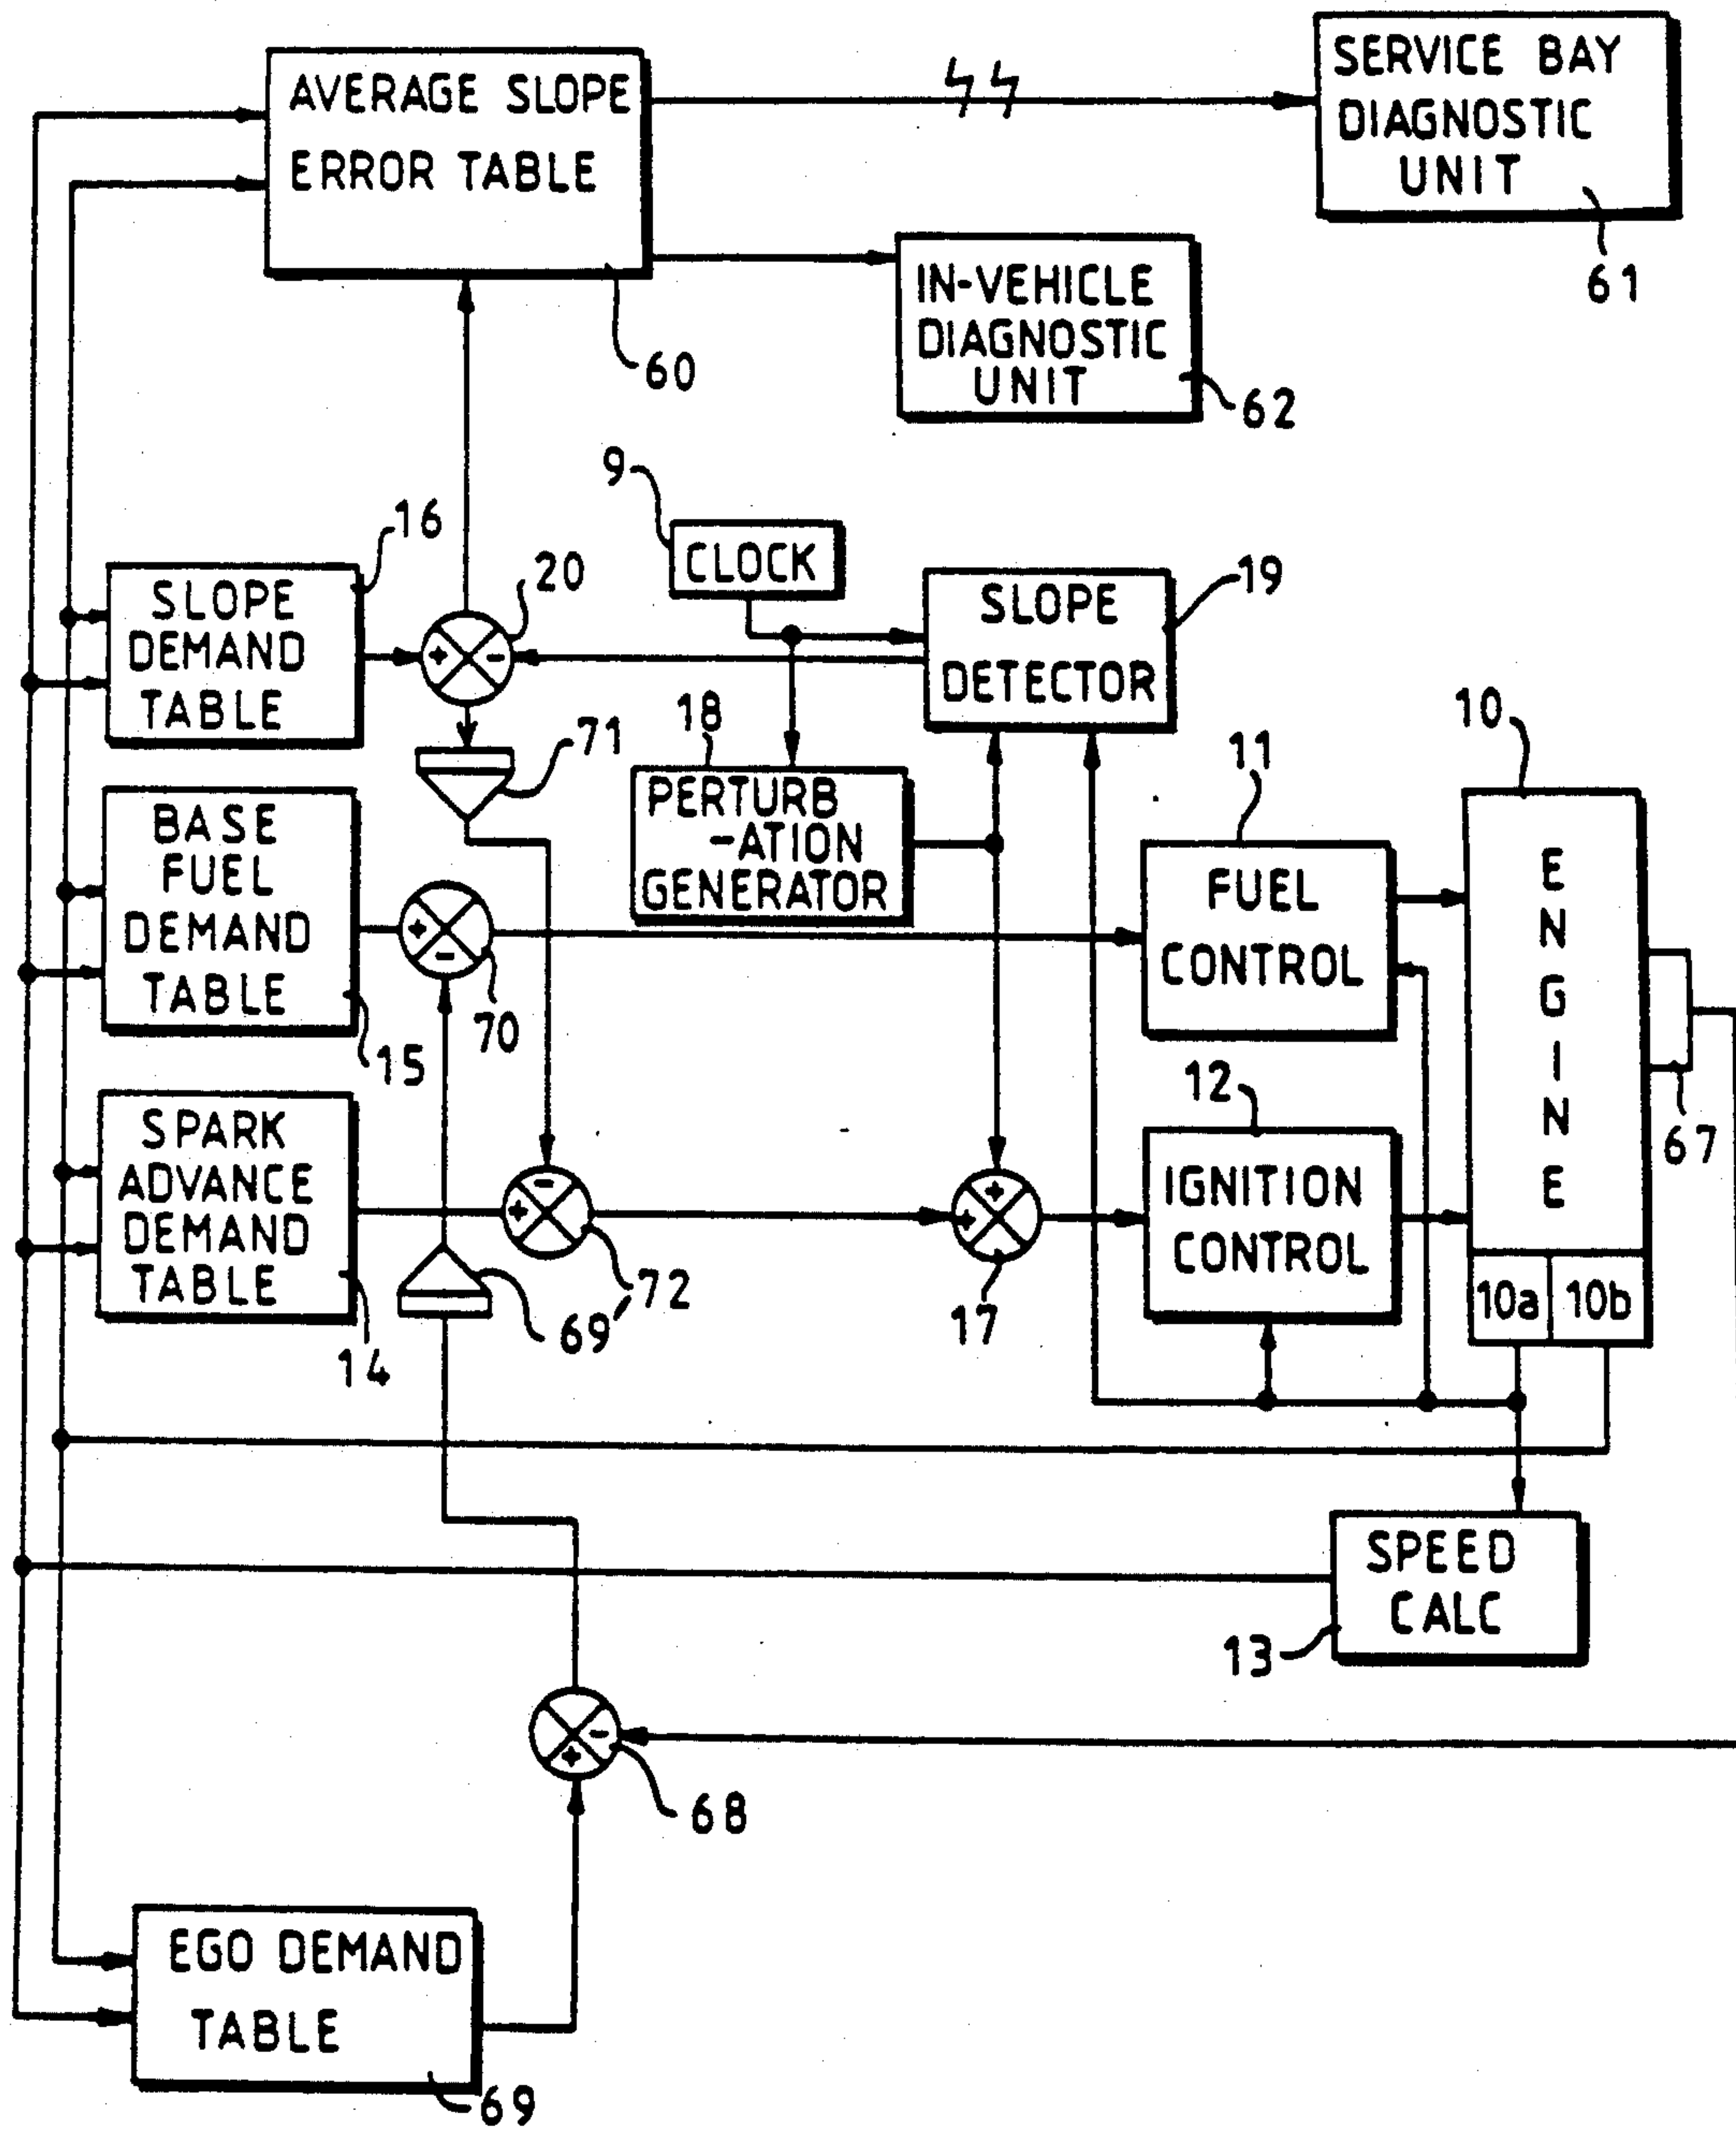 AVERAGE SLOPE
ERROR TABLE
60
SERVICE BAY
DIAGNOSTIC
UNIT
61
IN-VEHICLE
DIAGNOSTIC
UNIT
62
9
CLOCK
16
SLOPE
DEMAND
TABLE
20
+ -
SLOPE
DETECTOR
19
71
18
PERTURB
-ATION
GENERATOR
BASE
FUEL
DEMAND
TABLE
15
+
-
70
11
FUEL
CONTROL
10
ENGINE
10a
10b
67
SPARK
ADVANCE
DEMAND
TABLE
14
-
+
72
69'
+
+
17
12
IGNITION
CONTROL
SPEED
CALC
13
-
+
68
EGO DEMAND
TABLE
69